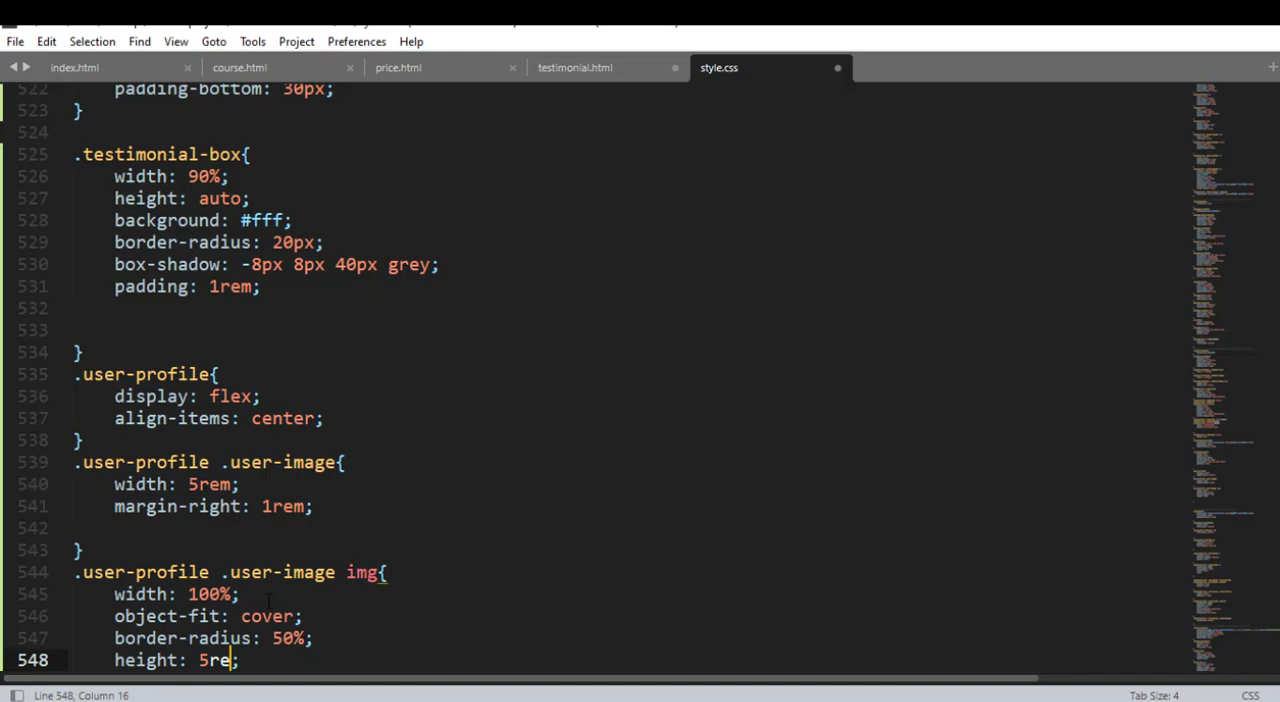 File Edit Selection Find View Goto Tools Project Preferences Help
index.html course.html price.html testimonial.html style.css
522 padding-bottom: 30px;
523 }
524
525 .testimonial-box{
526 width: 90%;
527 height: auto;
528 background: #fff;
529 border-radius: 20px;
530 box-shadow: -8px 8px 40px grey;
531 padding: 1rem;
532
533
534 }
535 .user-profile{
536 display: flex;
537 align-items: center;
538 }
539 .user-profile .user-image{
540 width: 5rem;
541 margin-right: 1rem;
542
543 }
544 .user-profile .user-image img{
545 width: 100%;
546 object-fit: cover;
547 border-radius: 50%;
548 height: 5re;
Line 548, Column 16 Tab Size: 4 CSS